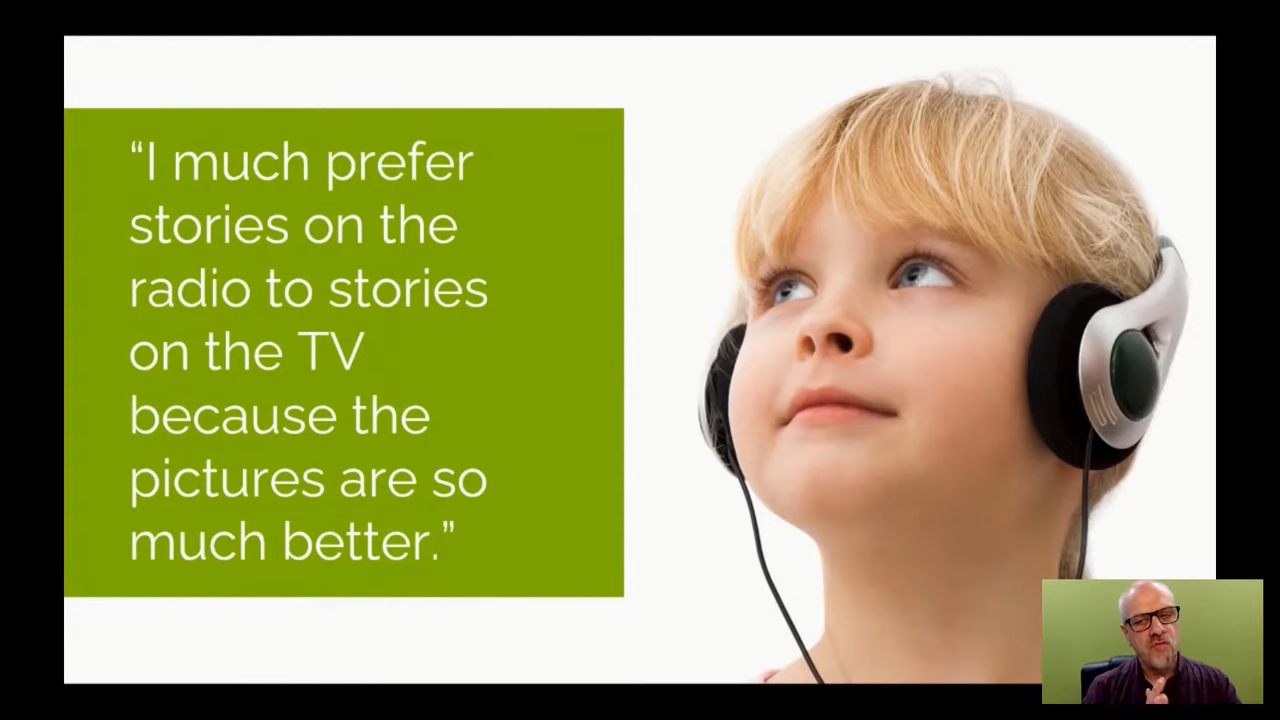 “I much prefer
stories on the
radio to stories
on the TV
because the
pictures are so
much better.”